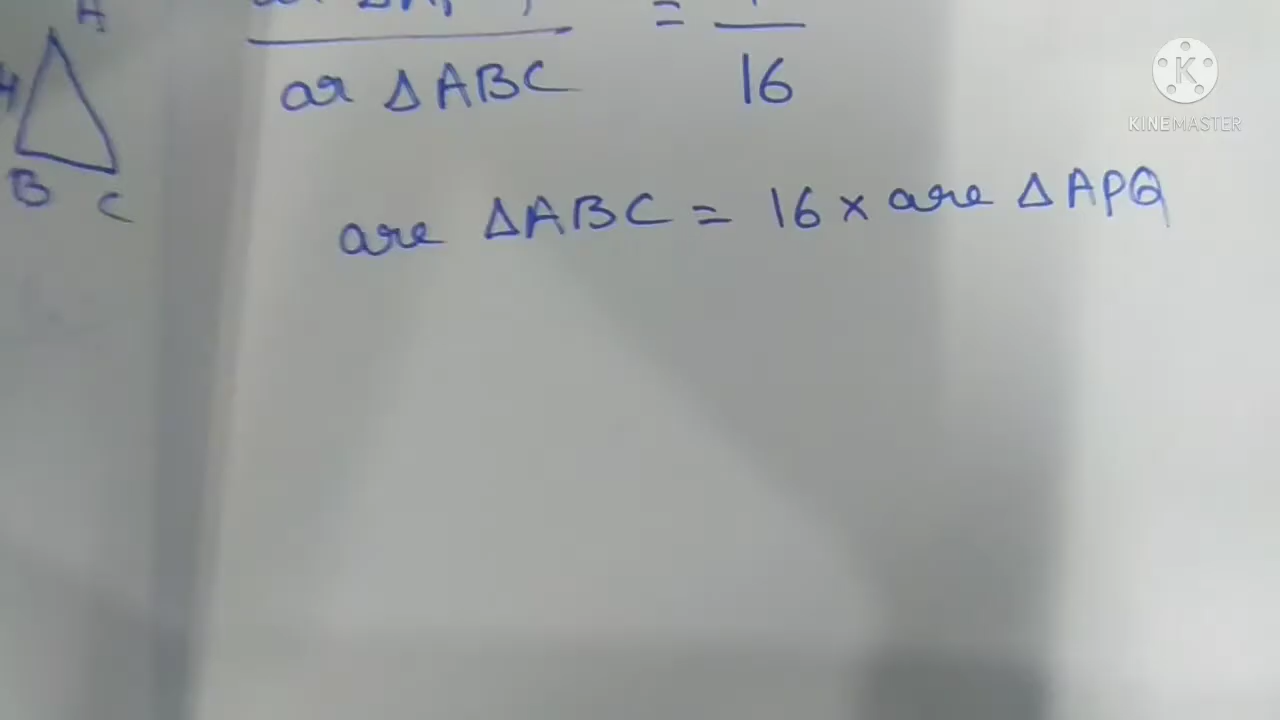 A
=
ar ΔABC 16
B
C
are ΔABC = 16 × are ΔAPQ
K
KINEMASTER